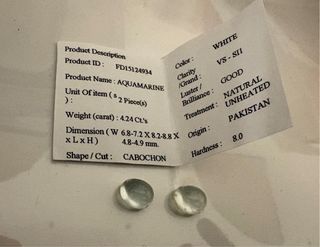 Product Description
Product ID : FD15124934
Product Name : AQUAMARINE
Unit Of item ( s
) : 2 Piece(s)
Weight (carat) : 4.24 Ct's
Dimension ( W 6.8-7.2 X 8.2-8.8 X
x L x H ) 4.8-4.9 mm.
Shape / Cut : CABOCHON
Color : WHITE
Clarity
/Grand : VS - SI1
Luster /
Brilliance : GOOD
Treatment : NATURAL
UNHEATED
Origin : PAKISTAN
Hardness : 8.0